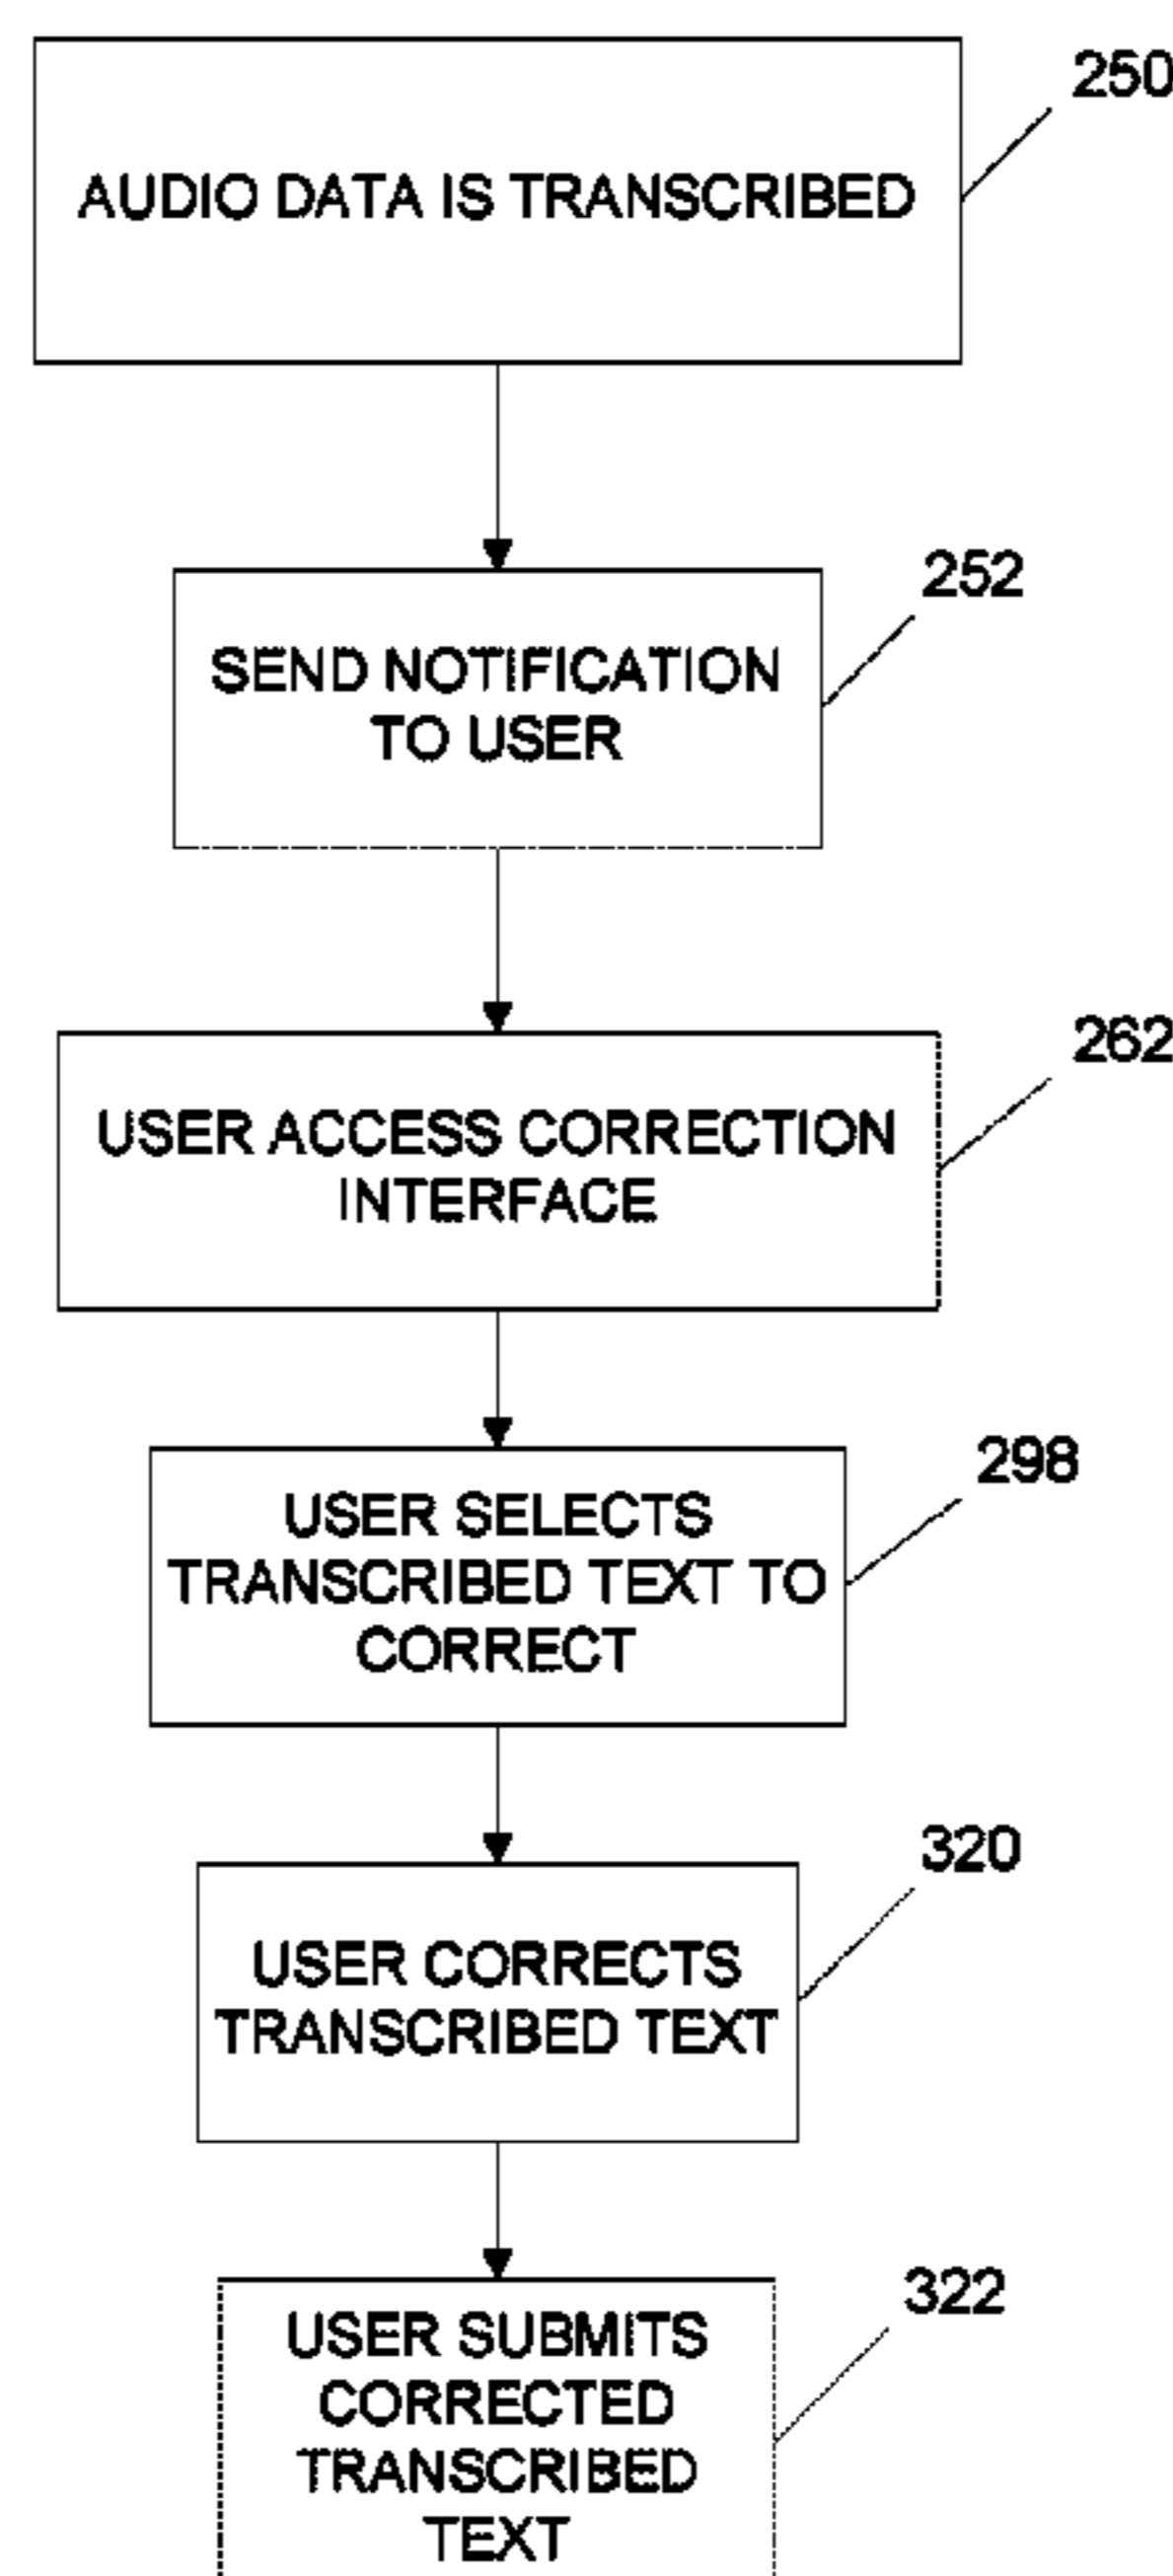 250
AUDIO DATA IS TRANSCRIBED
252
SEND NOTIFICATION
TO USER
262
USER ACCESS CORRECTION
INTERFACE
298
USER SELECTS
TRANSCRIBED TEXT TO
CORRECT
320
USER CORRECTS
TRANSCRIBED TEXT
322
USER SUBMITS
CORRECTED
TRANSCRIBED
TEXT